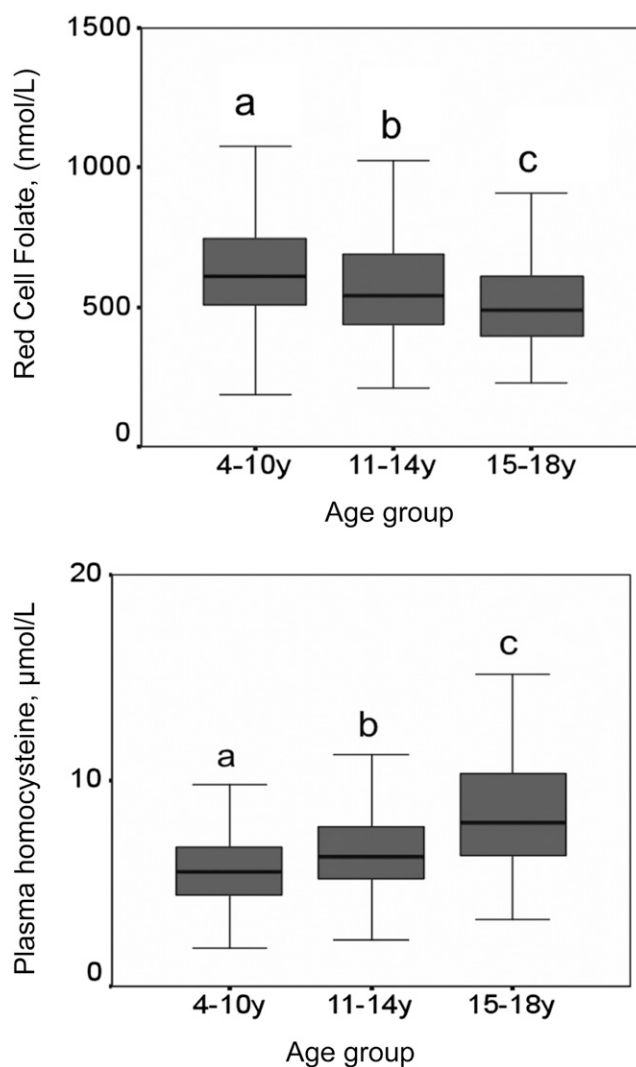 1500
1000
500
0
Red Cell Folate, (nmol/L)
a
b
c
4-10y 11-14y 15-18y
Age group
20
10
0
Plasma homocysteine, μmol/L
a
b
c
4-10y 11-14y 15-18y
Age group